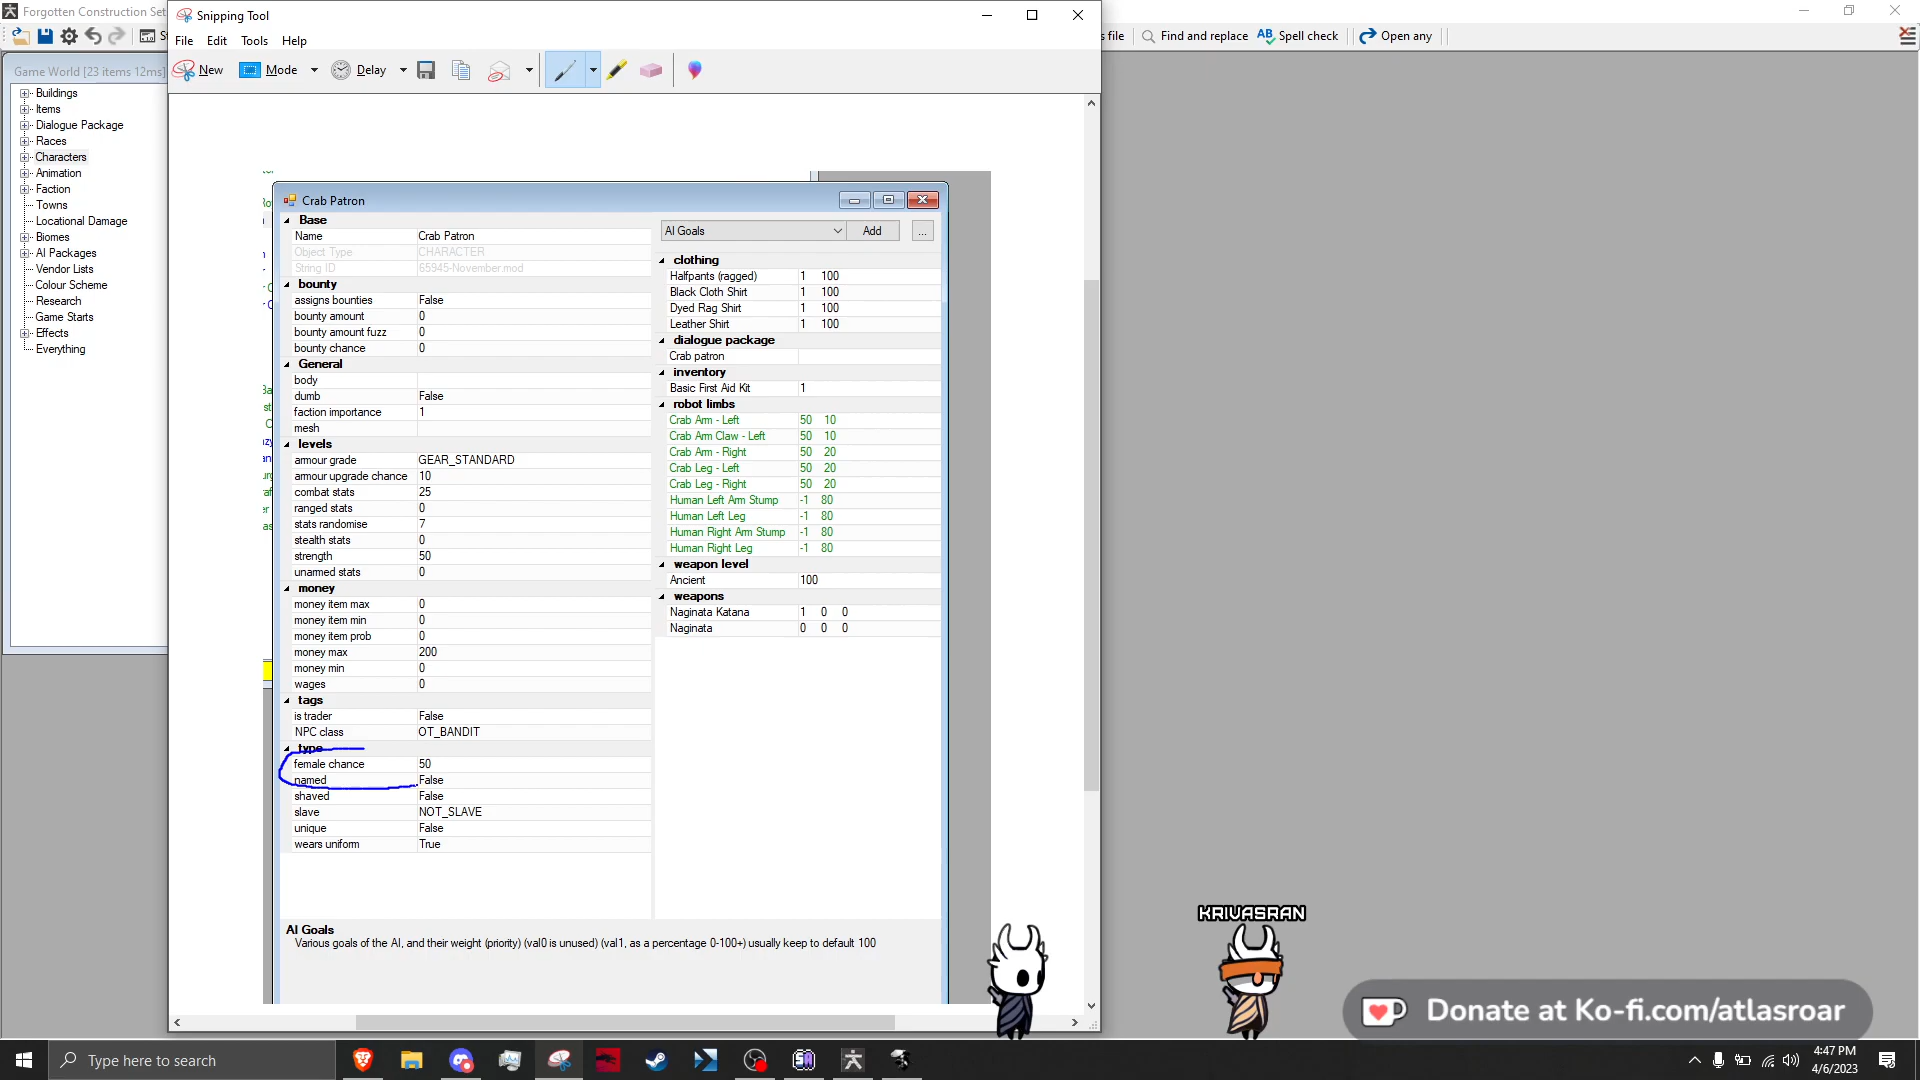 Forgotten Construction Set
Snipping Tool
File Edit Tools Help
New Mode Delay
s file Find and replace Spell check Open any
Game World [23 items 12ms]
Buildings
Items
Dialogue Package
Races
Characters
Animation
Faction
Towns
Locational Damage
Biomes
AI Packages
Vendor Lists
Colour Scheme
Research
Game Starts
Effects
Everything
Crab Patron
Base
Name Crab Patron
Object Type CHARACTER
String ID 65945-November.mod
bounty
assigns bounties False
bounty amount 0
bounty amount fuzz 0
bounty chance 0
General
body
dumb False
faction importance 1
mesh
levels
armour grade GEAR_STANDARD
armour upgrade chance 10
combat stats 25
ranged stats 0
stats randomise 7
stealth stats 0
strength 50
unarmed stats 0
money
money item max 0
money item min 0
money item prob 0
money max 200
money min 0
wages 0
tags
is trader False
NPC class OT_BANDIT
type
female chance 50
named False
shaved False
slave NOT_SLAVE
unique False
wears uniform True
AI Goals Add ...
clothing
Halfpants (ragged) 1 100
Black Cloth Shirt 1 100
Dyed Rag Shirt 1 100
Leather Shirt 1 100
dialogue package
Crab patron
inventory
Basic First Aid Kit 1
robot limbs
Crab Arm - Left 50 10
Crab Arm Claw - Left 50 10
Crab Arm - Right 50 20
Crab Leg - Left 50 20
Crab Leg - Right 50 20
Human Left Arm Stump -1 80
Human Left Leg -1 80
Human Right Arm Stump -1 80
Human Right Leg -1 80
weapon level
Ancient 100
weapons
Naginata Katana 1 0 0
Naginata 0 0 0
AI Goals
Various goals of the AI, and their weight (priority) (val0 is unused) (val1, as a percentage 0-100+) usually keep to default 100
KRIVASRAN
Donate at Ko-fi.com/atlasroar
Type here to search
4:47 PM
4/6/2023